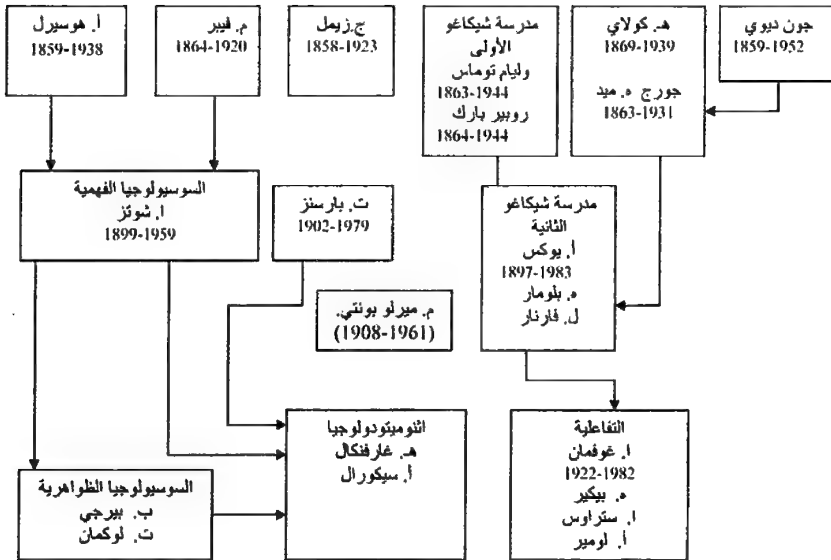 أ. هوسيرل
1859-1938
م. فيبر
1864-1920
ج.زيمل
1858-1923
مدرسة شيكاغو
الأولى
وليام توماس
1863-1944
روبير بارك
1864-1944
هـ. كولاي
1869-1939
جورج ه. ميد
1863-1931
جون ديوي
1859-1952
السوسيولوجيا الفهمية
ا. شوتز
1899-1959
ت. بارسنز
1902-1979
م. ميرلو بونتي.
(1908-1961)
مدرسة شيكاغو
الثانية
أ. يوكس
1897-1983
ه. بلومار
ل. فارنار
السوسيولوجيا الظواهرية
ب. بيرجي
ت. لوكمان
اثنوميتودولوجيا
هـ. غارفنكال
أ. سيكورال
التفاعلية
ا. غوفمان
1922-1982
ه. بيكير
ا. ستراوس
أ. لومير